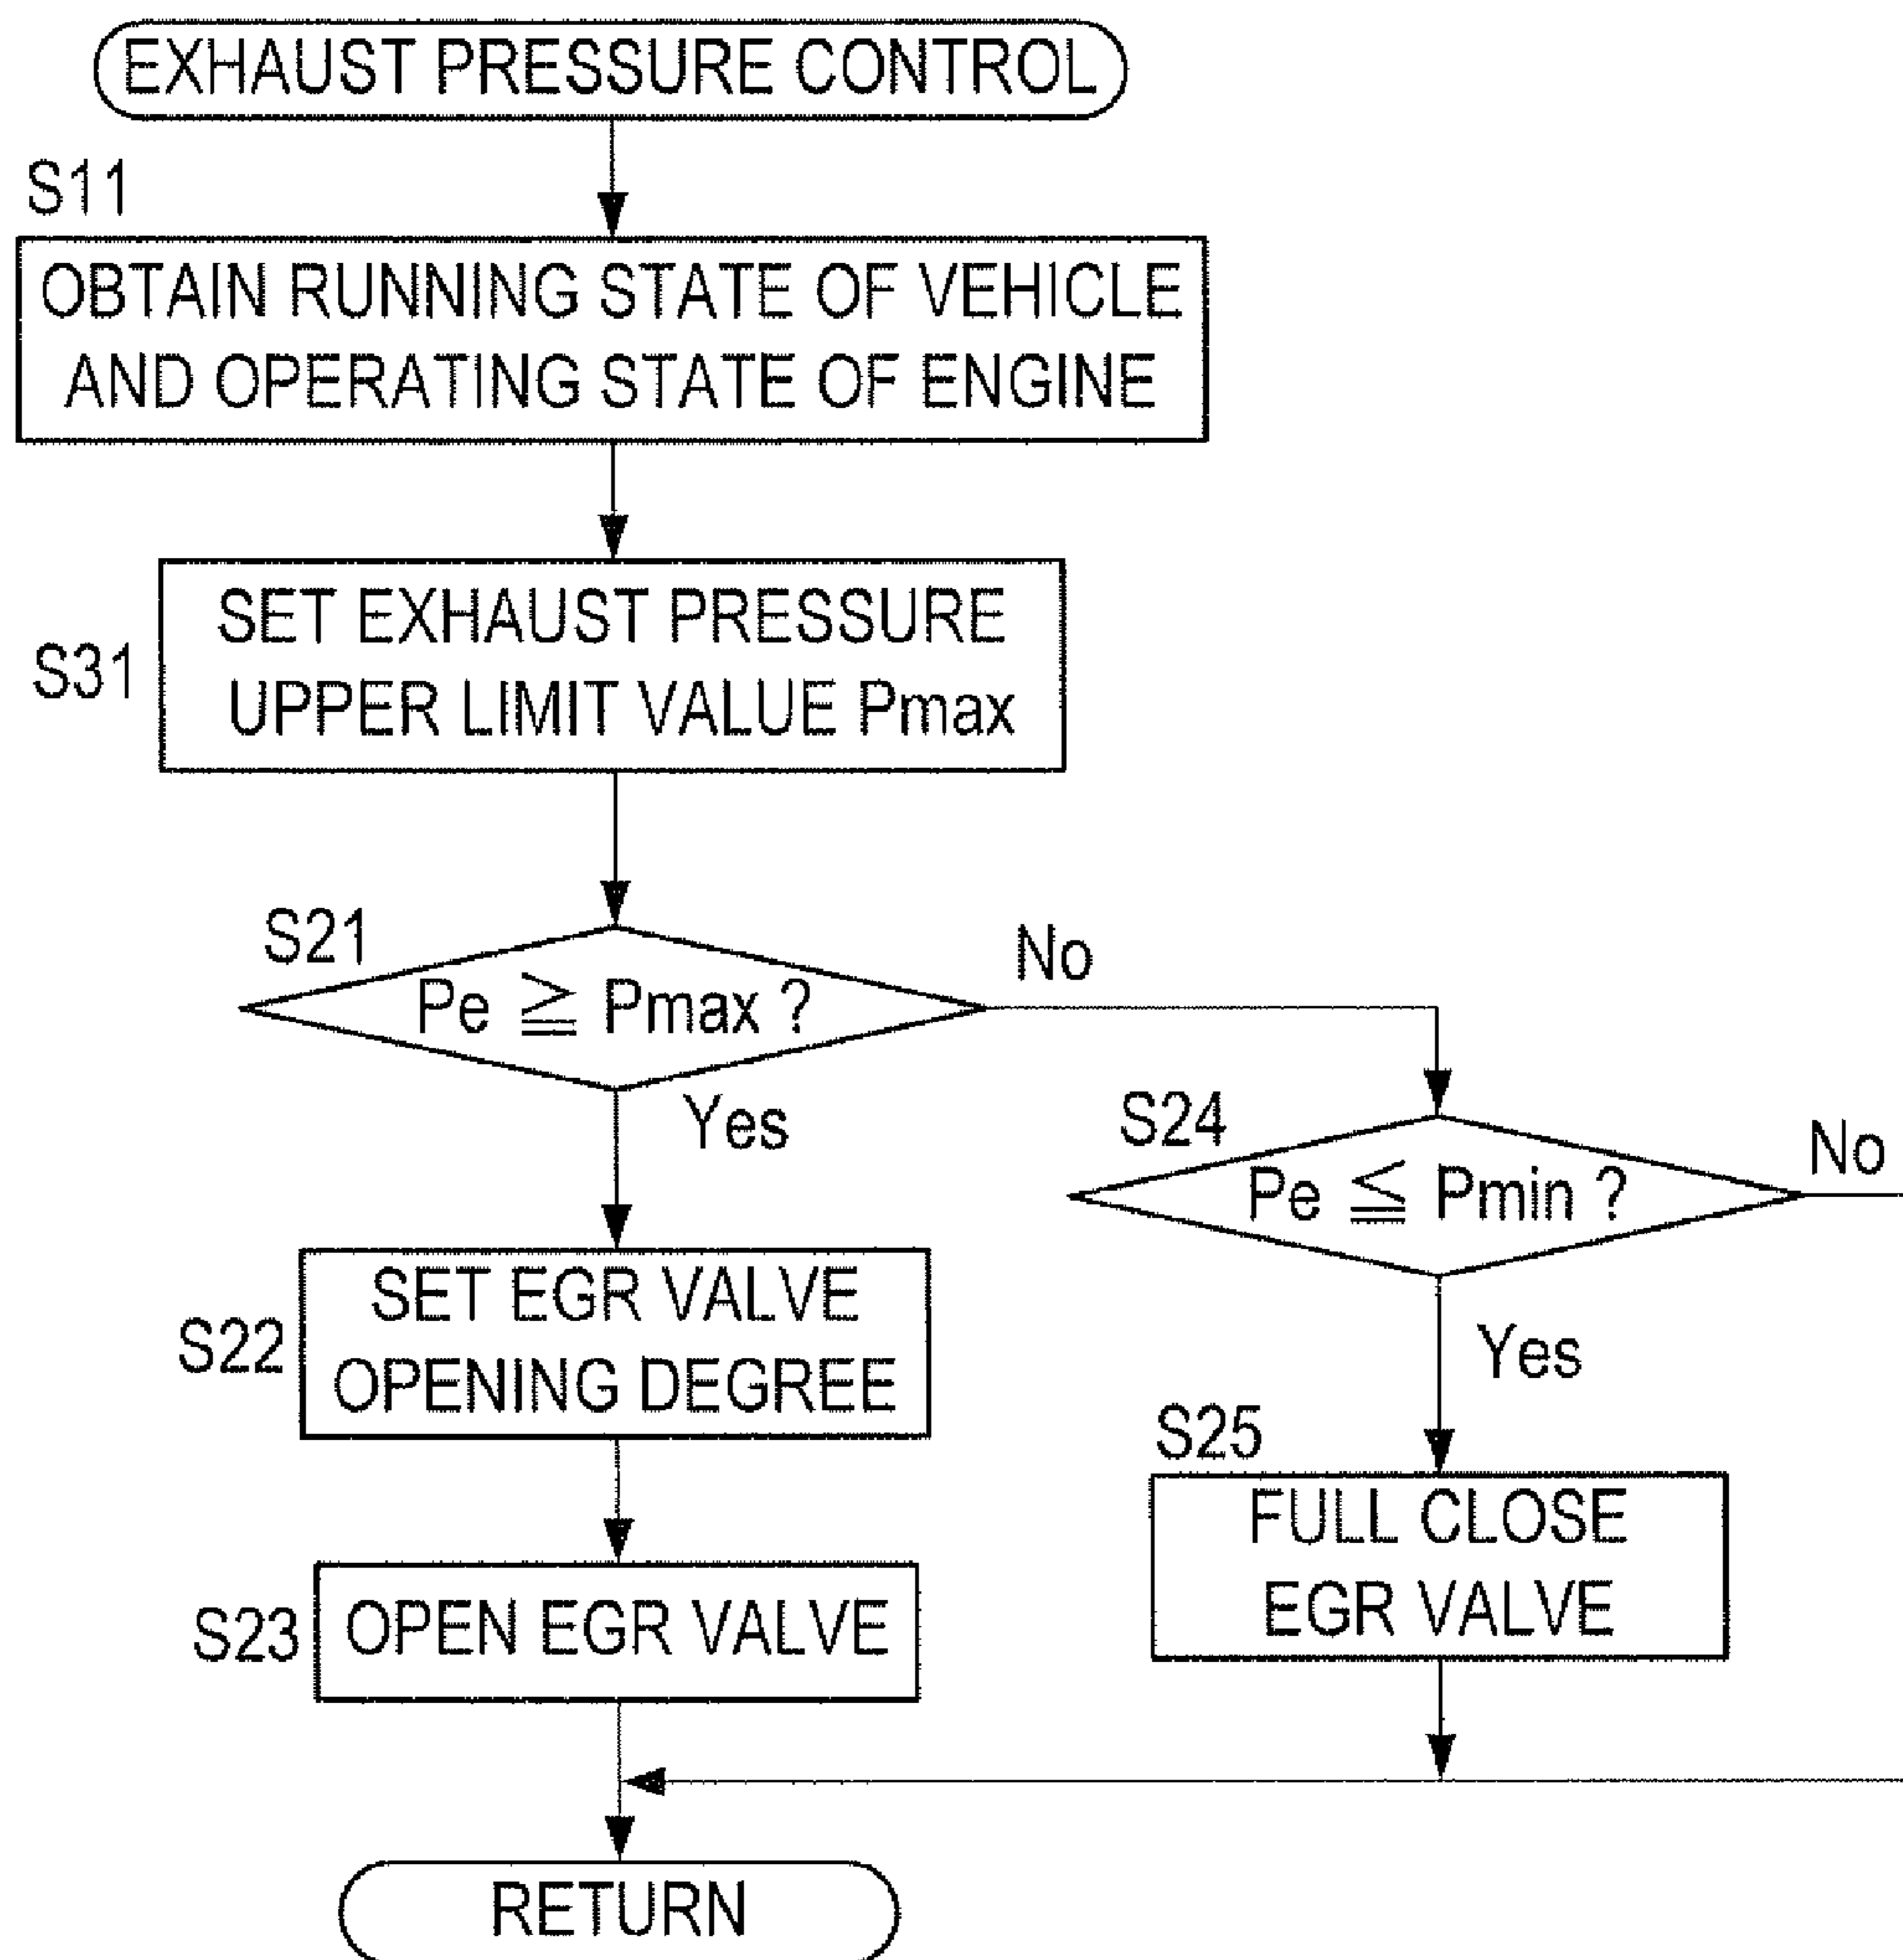 EXHAUST PRESSURE CONTROL
S11
OBTAIN RUNNING STATE OF VEHICLE
AND OPERATING STATE OF ENGINE
S31
SET EXHAUST PRESSURE
UPPER LIMIT VALUE Pmax
S21
Pe ≧ Pmax ?
No
Yes
S24
Pe ≦ Pmin ?
No
Yes
S22
SET EGR VALVE
OPENING DEGREE
S25
FULL CLOSE
EGR VALVE
S23
OPEN EGR VALVE
RETURN